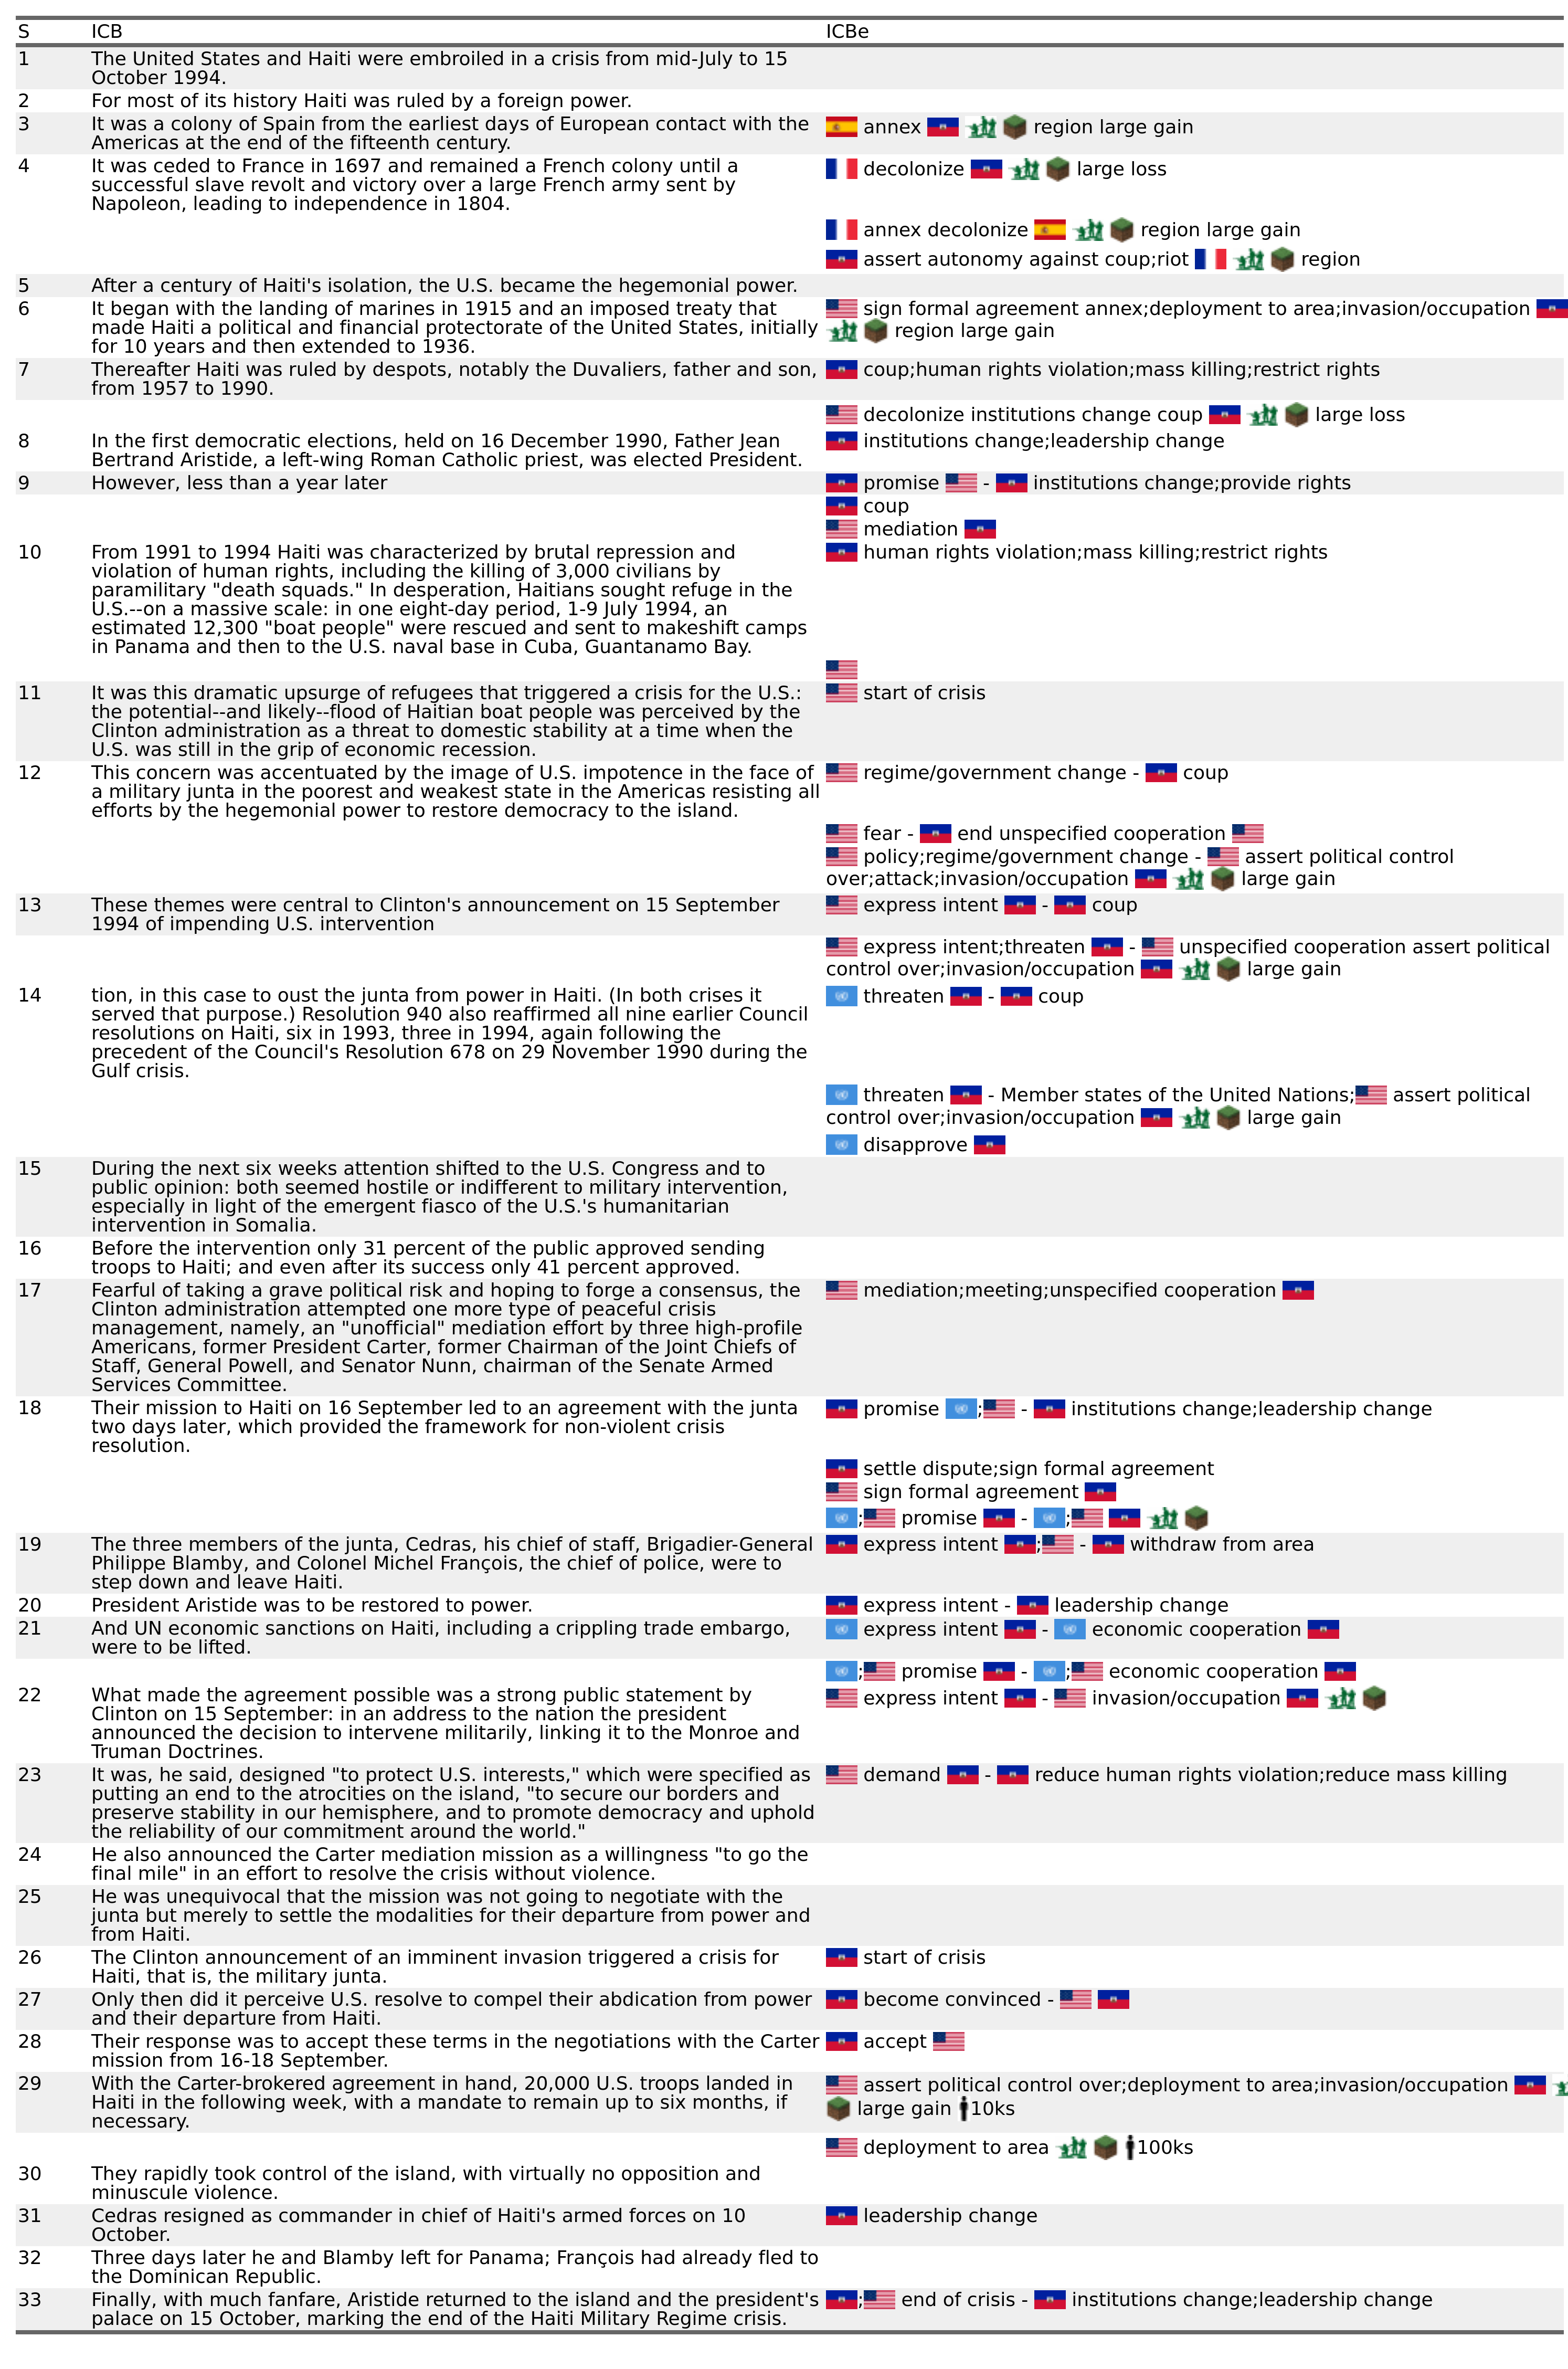 S ICB ICBe
1 The United States and Haiti were embroiled in a crisis from mid-July to 15
October 1994.
2 For most of its history Haiti was ruled by a foreign power.
3 It was a colony of Spain from the earliest days of European contact with the annex region large gain
Americas at the end of the fifteenth century.
4 It was ceded to France in 1697 and remained a French colony until a decolonize large loss
successful slave revolt and victory over a large French army sent by
Napoleon, leading to independence in 1804.
annex decolonize region large gain
assert autonomy against coup;riot region
5 After a century of Haiti's isolation, the U.S. became the hegemonial power.
6 It began with the landing of marines in 1915 and an imposed treaty that sign formal agreement annex;deployment to area;invasion/occupation
made Haiti a political and financial protectorate of the United States, initially region large gain
for 10 years and then extended to 1936.
7 Thereafter Haiti was ruled by despots, notably the Duvaliers, father and son, coup;human rights violation;mass killing;restrict rights
from 1957 to 1990.
decolonize institutions change coup large loss
8 In the first democratic elections, held on 16 December 1990, Father Jean institutions change;leadership change
Bertrand Aristide, a left-wing Roman Catholic priest, was elected President.
9 However, less than a year later promise - institutions change;provide rights
coup
mediation
10 From 1991 to 1994 Haiti was characterized by brutal repression and human rights violation;mass killing;restrict rights
violation of human rights, including the killing of 3,000 civilians by
paramilitary "death squads." In desperation, Haitians sought refuge in the
U.S.--on a massive scale: in one eight-day period, 1-9 July 1994, an
estimated 12,300 "boat people" were rescued and sent to makeshift camps
in Panama and then to the U.S. naval base in Cuba, Guantanamo Bay.
11 It was this dramatic upsurge of refugees that triggered a crisis for the U.S.: start of crisis
the potential--and likely--flood of Haitian boat people was perceived by the
Clinton administration as a threat to domestic stability at a time when the
U.S. was still in the grip of economic recession.
12 This concern was accentuated by the image of U.S. impotence in the face of regime/government change - coup
a military junta in the poorest and weakest state in the Americas resisting all
efforts by the hegemonial power to restore democracy to the island.
fear - end unspecified cooperation
policy;regime/government change - assert political control
over;attack;invasion/occupation large gain
13 These themes were central to Clinton's announcement on 15 September express intent - coup
1994 of impending U.S. intervention
express intent;threaten - unspecified cooperation assert political
control over;invasion/occupation large gain
14 tion, in this case to oust the junta from power in Haiti. (In both crises it threaten - coup
served that purpose.) Resolution 940 also reaffirmed all nine earlier Council
resolutions on Haiti, six in 1993, three in 1994, again following the
precedent of the Council's Resolution 678 on 29 November 1990 during the
Gulf crisis.
threaten - Member states of the United Nations; assert political
control over;invasion/occupation large gain
disapprove
15 During the next six weeks attention shifted to the U.S. Congress and to
public opinion: both seemed hostile or indifferent to military intervention,
especially in light of the emergent fiasco of the U.S.'s humanitarian
intervention in Somalia.
16 Before the intervention only 31 percent of the public approved sending
troops to Haiti; and even after its success only 41 percent approved.
17 Fearful of taking a grave political risk and hoping to forge a consensus, the mediation;meeting;unspecified cooperation
Clinton administration attempted one more type of peaceful crisis
management, namely, an "unofficial" mediation effort by three high-profile
Americans, former President Carter, former Chairman of the Joint Chiefs of
Staff, General Powell, and Senator Nunn, chairman of the Senate Armed
Services Committee.
18 Their mission to Haiti on 16 September led to an agreement with the junta promise ; - institutions change;leadership change
two days later, which provided the framework for non-violent crisis
resolution.
settle dispute;sign formal agreement
sign formal agreement
; promise - ;
19 The three members of the junta, Cedras, his chief of staff, Brigadier-General express intent ; - withdraw from area
Philippe Blamby, and Colonel Michel François, the chief of police, were to
step down and leave Haiti.
20 President Aristide was to be restored to power. express intent - leadership change
21 And UN economic sanctions on Haiti, including a crippling trade embargo, express intent - economic cooperation
were to be lifted.
; promise - ; economic cooperation
22 What made the agreement possible was a strong public statement by express intent - invasion/occupation
Clinton on 15 September: in an address to the nation the president
announced the decision to intervene militarily, linking it to the Monroe and
Truman Doctrines.
23 It was, he said, designed "to protect U.S. interests," which were specified as demand - reduce human rights violation;reduce mass killing
putting an end to the atrocities on the island, "to secure our borders and
preserve stability in our hemisphere, and to promote democracy and uphold
the reliability of our commitment around the world."
24 He also announced the Carter mediation mission as a willingness "to go the
final mile" in an effort to resolve the crisis without violence.
25 He was unequivocal that the mission was not going to negotiate with the
junta but merely to settle the modalities for their departure from power and
from Haiti.
26 The Clinton announcement of an imminent invasion triggered a crisis for start of crisis
Haiti, that is, the military junta.
27 Only then did it perceive U.S. resolve to compel their abdication from power become convinced -
and their departure from Haiti.
28 Their response was to accept these terms in the negotiations with the Carter accept
mission from 16-18 September.
29 With the Carter-brokered agreement in hand, 20,000 U.S. troops landed in assert political control over;deployment to area;invasion/occupation
Haiti in the following week, with a mandate to remain up to six months, if large gain 10ks
necessary.
deployment to area 100ks
30 They rapidly took control of the island, with virtually no opposition and
minuscule violence.
31 Cedras resigned as commander in chief of Haiti's armed forces on 10 leadership change
October.
32 Three days later he and Blamby left for Panama; François had already fled to
the Dominican Republic.
33 Finally, with much fanfare, Aristide returned to the island and the president's ; end of crisis - institutions change;leadership change
palace on 15 October, marking the end of the Haiti Military Regime crisis.